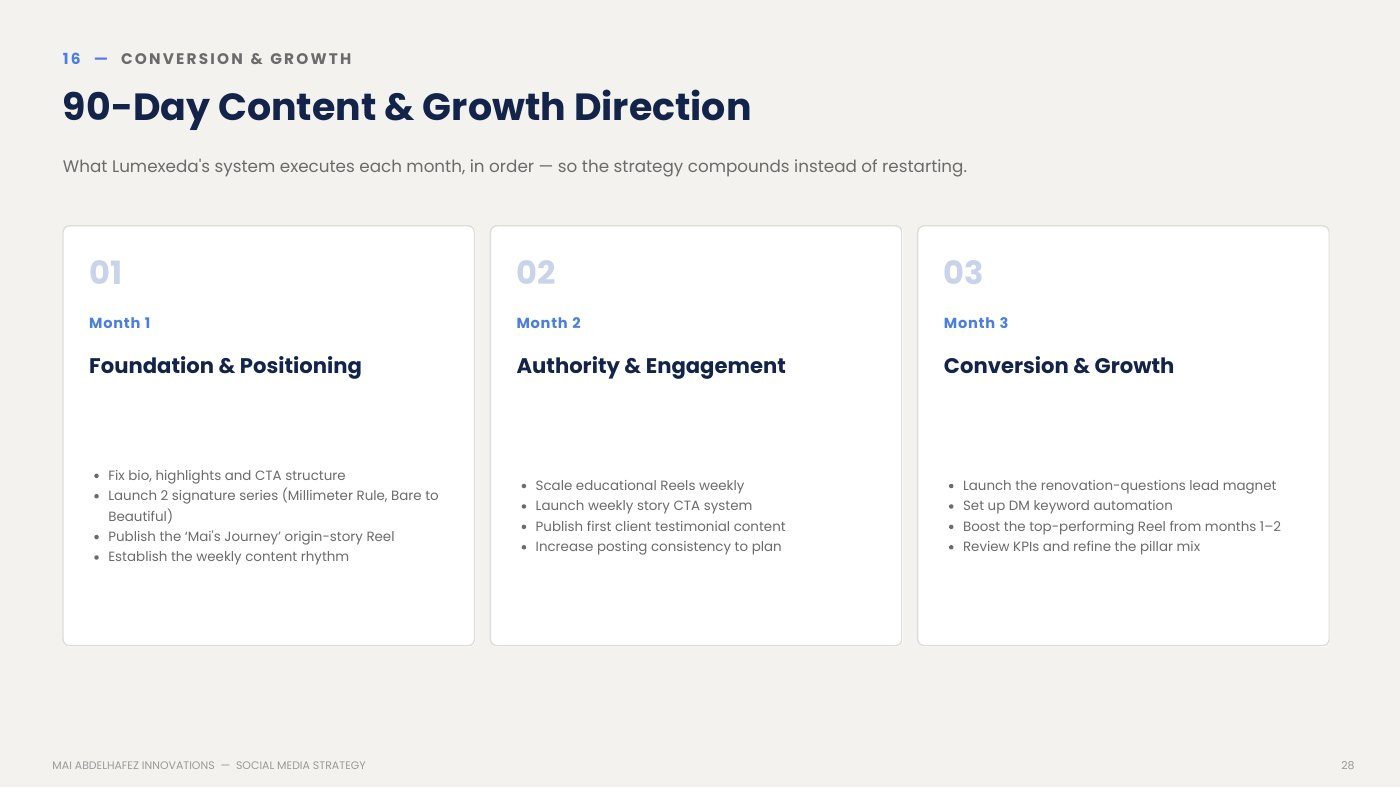 16 — CONVERSION & GROWTH
90-Day Content & Growth Direction
What Lumexeda's system executes each month, in order — so the strategy compounds instead of restarting.
01
Month 1
Foundation & Positioning
• Fix bio, highlights and CTA structure
• Launch 2 signature series (Millimeter Rule, Bare to
Beautiful)
• Publish the ‘Mai's Journey’ origin-story Reel
• Establish the weekly content rhythm
02
Month 2
Authority & Engagement
• Scale educational Reels weekly
• Launch weekly story CTA system
• Publish first client testimonial content
• Increase posting consistency to plan
03
Month 3
Conversion & Growth
• Launch the renovation-questions lead magnet
• Set up DM keyword automation
• Boost the top-performing Reel from months 1–2
• Review KPIs and refine the pillar mix
MAI ABDELHAFEZ INNOVATIONS — SOCIAL MEDIA STRATEGY
28